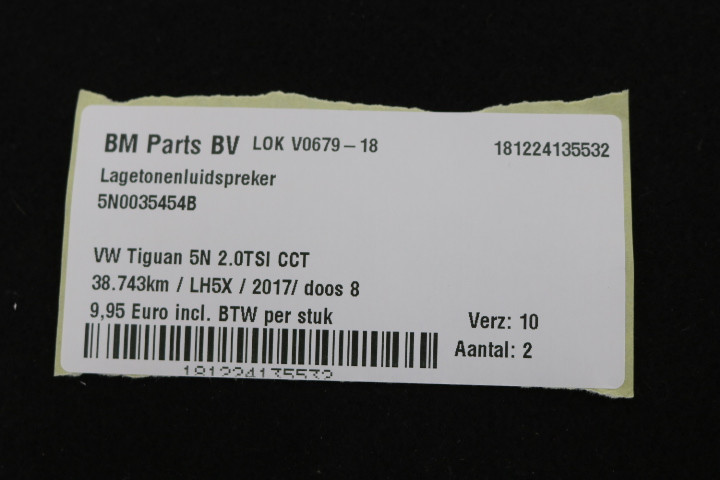 BM Parts BV LOK V0679-18 181224135532
Lagetonenluidspreker
5N0035454B
VW Tiguan 5N 2.0TSI CCT
38.743km / LH5X / 2017/ doos 8
9,95 Euro incl. BTW per stuk Verz: 10
Aantal: 2
181224135532